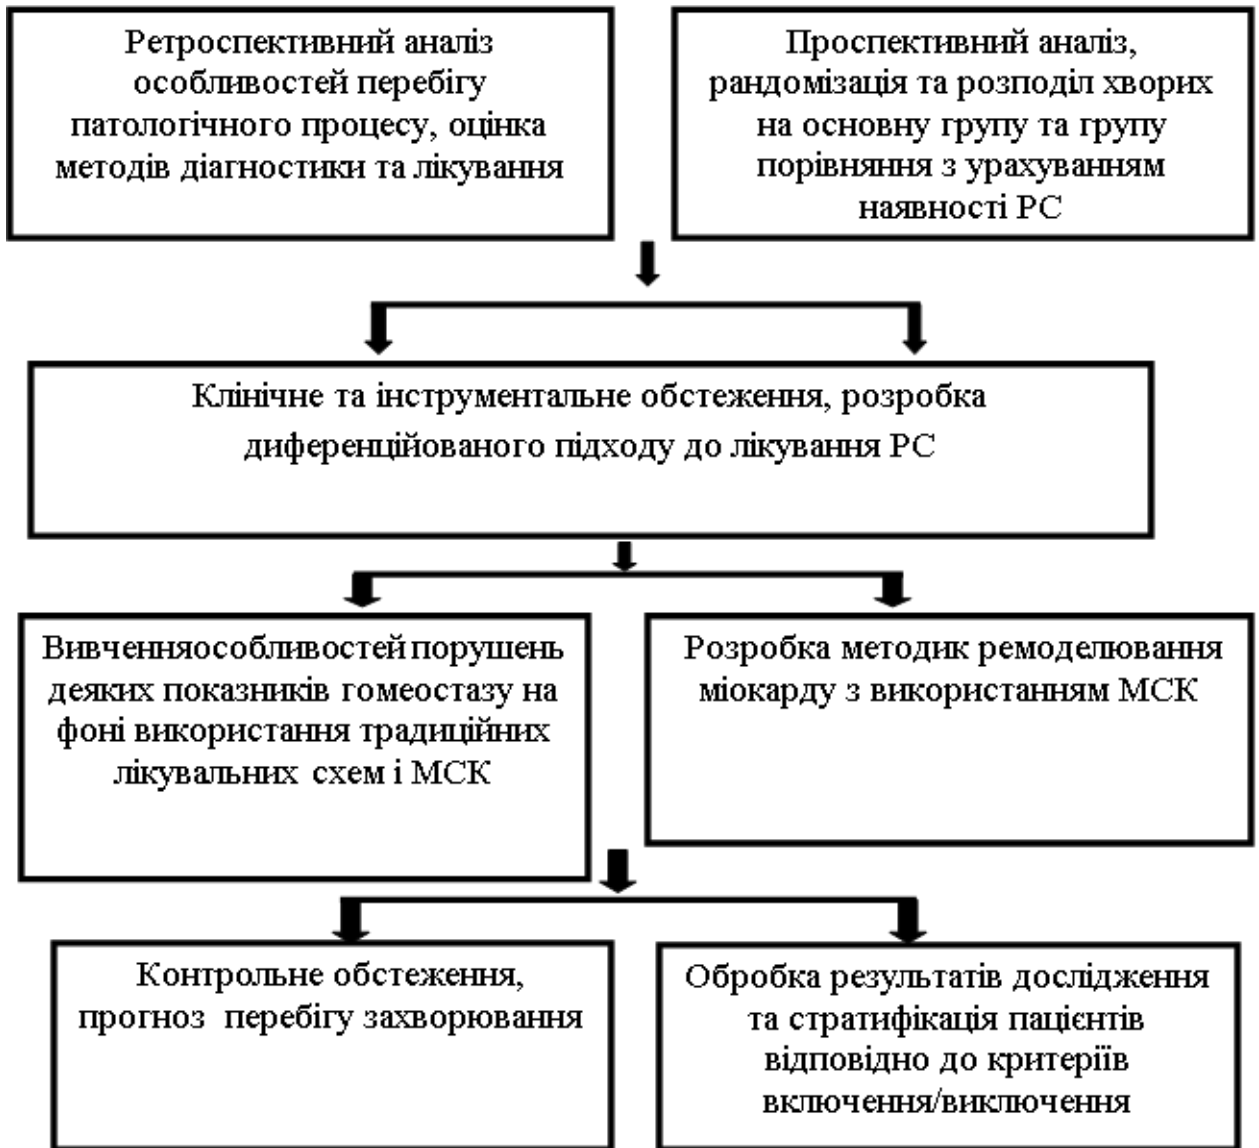 Ретроспективний аналіз
особливостей перебігу
патологічного процесу, оцінка
методів діагностики та лікування
Проспективний аналіз,
рандомізація та розподіл хворих
на основну групу та групу
порівняння з урахуванням
наявності РС
Клінічне та інструментальне обстеження, розробка
диференційованого підходу до лікування РС
Вивченняособливостей порушень
деяких показників гомеостазу на
фоні використання традиційних
лікувальних схем і МСК
Розробка методик ремоделювання
міокарду з використанням МСК
Контрольне обстеження,
прогноз перебігу захворювання
Обробка результатів дослідження
та стратифікація пацієнтів
відповідно до критеріїв
включення/виключення